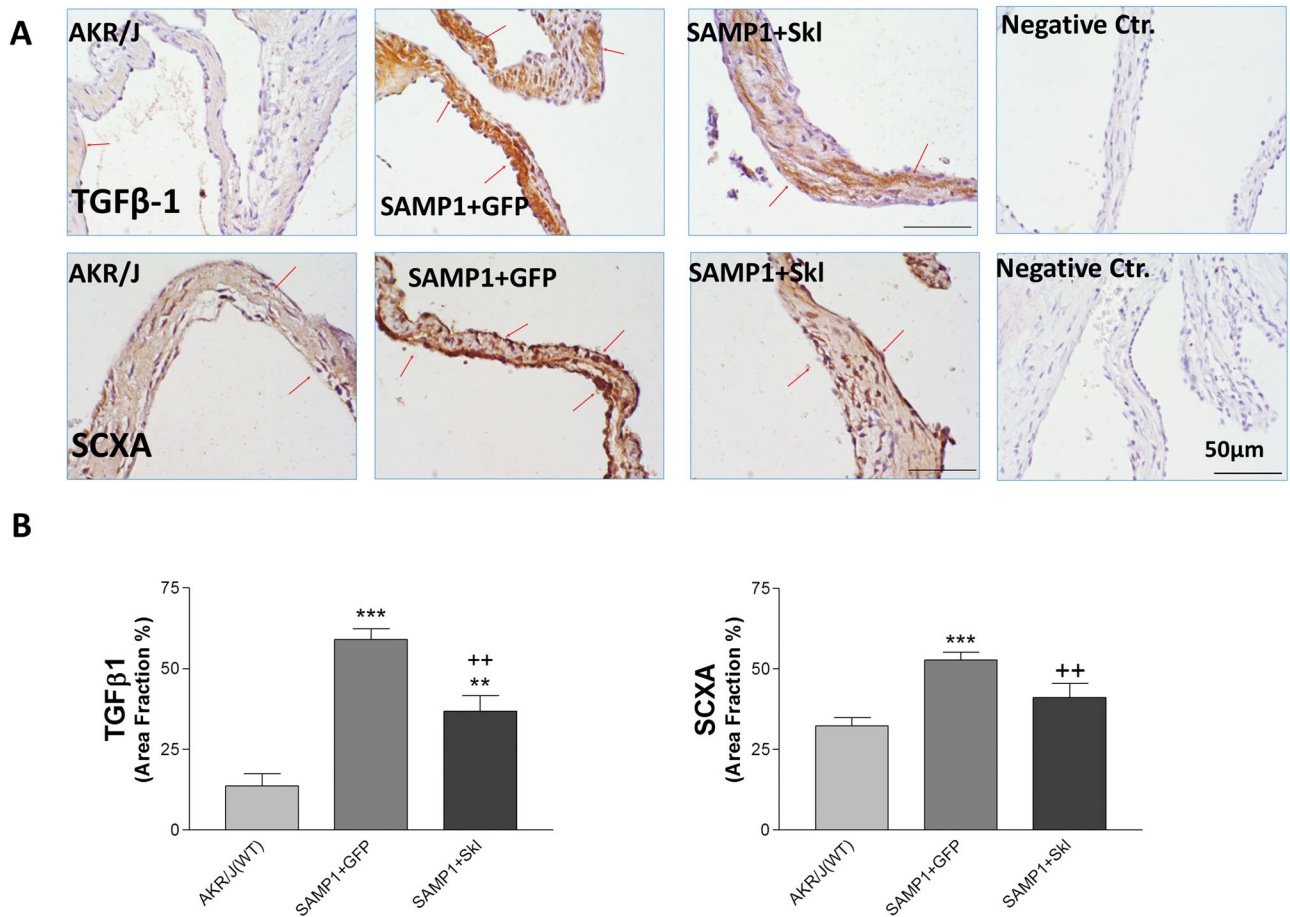 A
AKR/J
SAMP1+Skl
Negative Ctr.
TGFβ-1
SAMP1+GFP
AKR/J
SAMP1+GFP
SAMP1+Skl
Negative Ctr.
SCXA
50μm
B
TGFβ1
(Area Fraction %)
75
50
25
0
***
++
**
AKR/J(WT)
SAMP1+GFP
SAMP1+Skl
SCXA
(Area Fraction %)
75
50
25
0
***
++
AKR/J(WT)
SAMP1+GFP
SAMP1+Skl